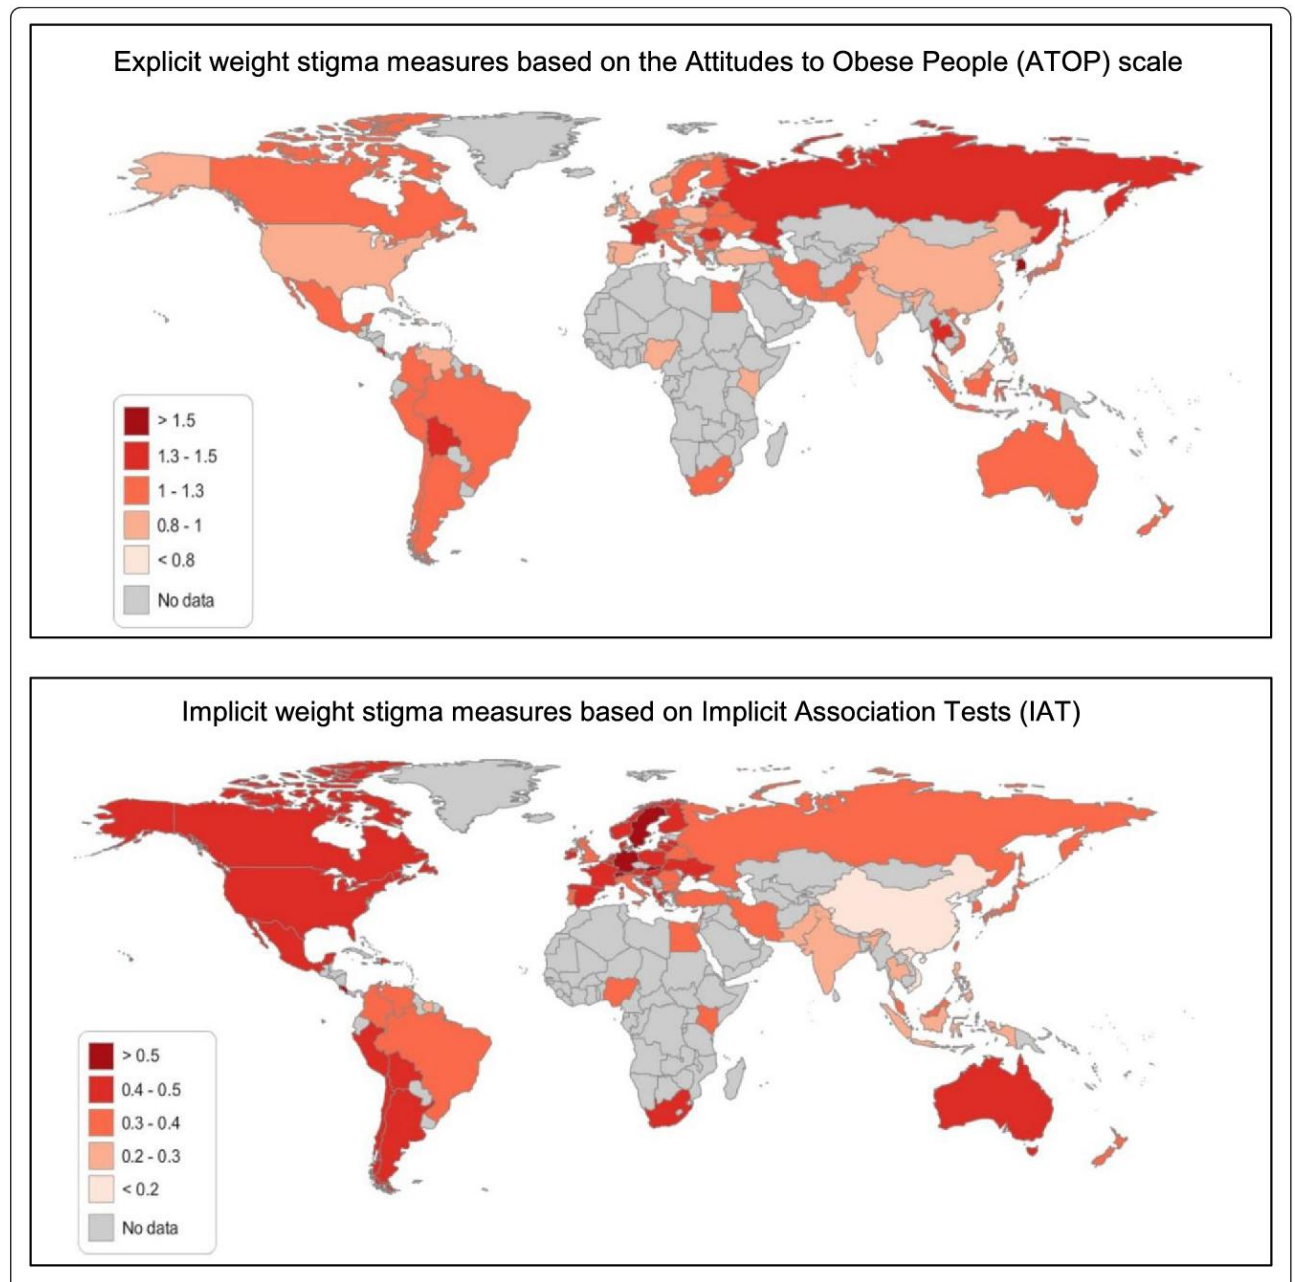 Explicit weight stigma measures based on the Attitudes to Obese People (ATOP) scale
> 1.5
1.3 - 1.5
1 - 1.3
0.8 - 1
< 0.8
No data
Implicit weight stigma measures based on Implicit Association Tests (IAT)
> 0.5
0.4 - 0.5
0.3 - 0.4
0.2 - 0.3
< 0.2
No data